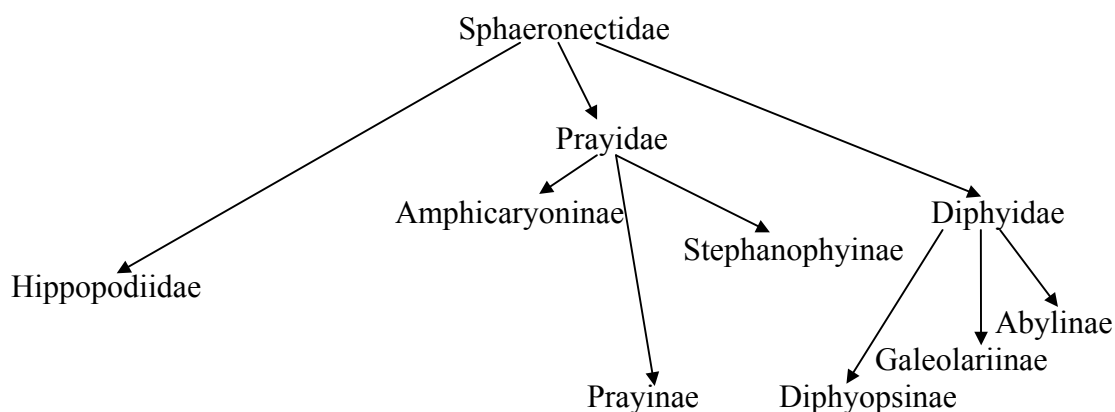 Sphaeronectidae
Prayidae
Amphicaryoninae
Diphyidae
Stephanophyinae
Hippopodiidae
Abylinae
Galeolariinae
Prayinae
Diphyopsinae